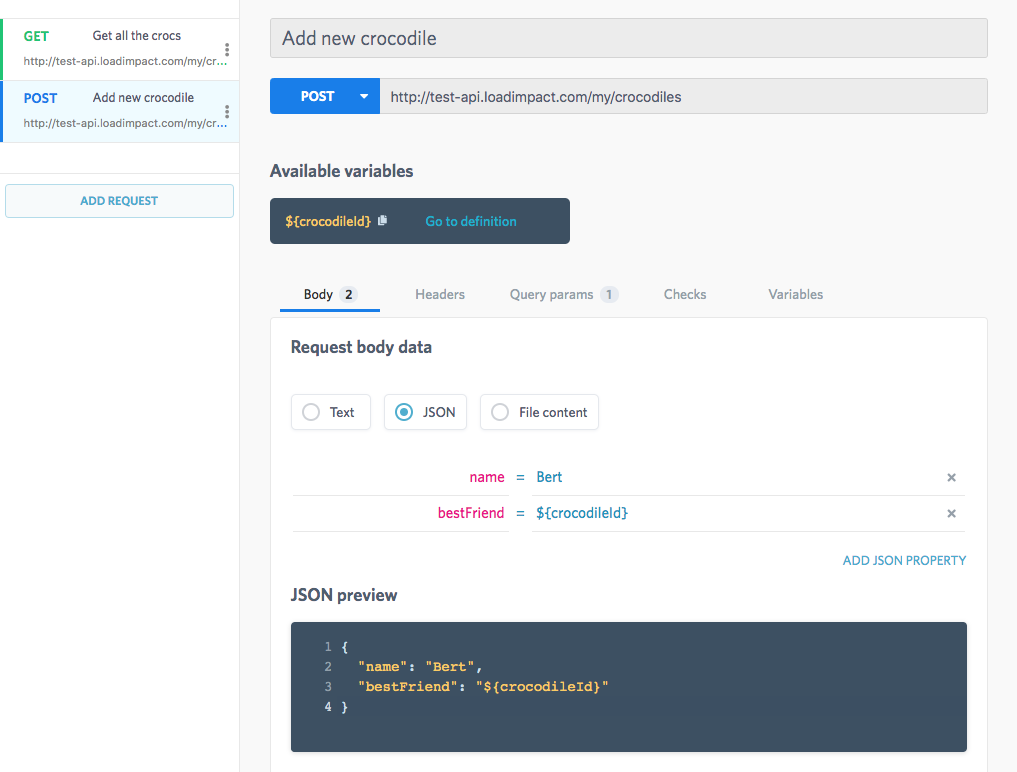 GET Get all the crocs
http://test-api.loadimpact.com/my/cr...
POST Add new crocodile
http://test-api.loadimpact.com/my/cr...
ADD REQUEST
Add new crocodile
POST http://test-api.loadimpact.com/my/crocodiles
Available variables
${crocodileId} Go to definition
Body 2 Headers Query params 1 Checks Variables
Request body data
Text JSON File content
name = Bert ×
bestFriend = ${crocodileId} ×
ADD JSON PROPERTY
JSON preview
1 {
2 "name": "Bert",
3 "bestFriend": "${crocodileId}"
4 }